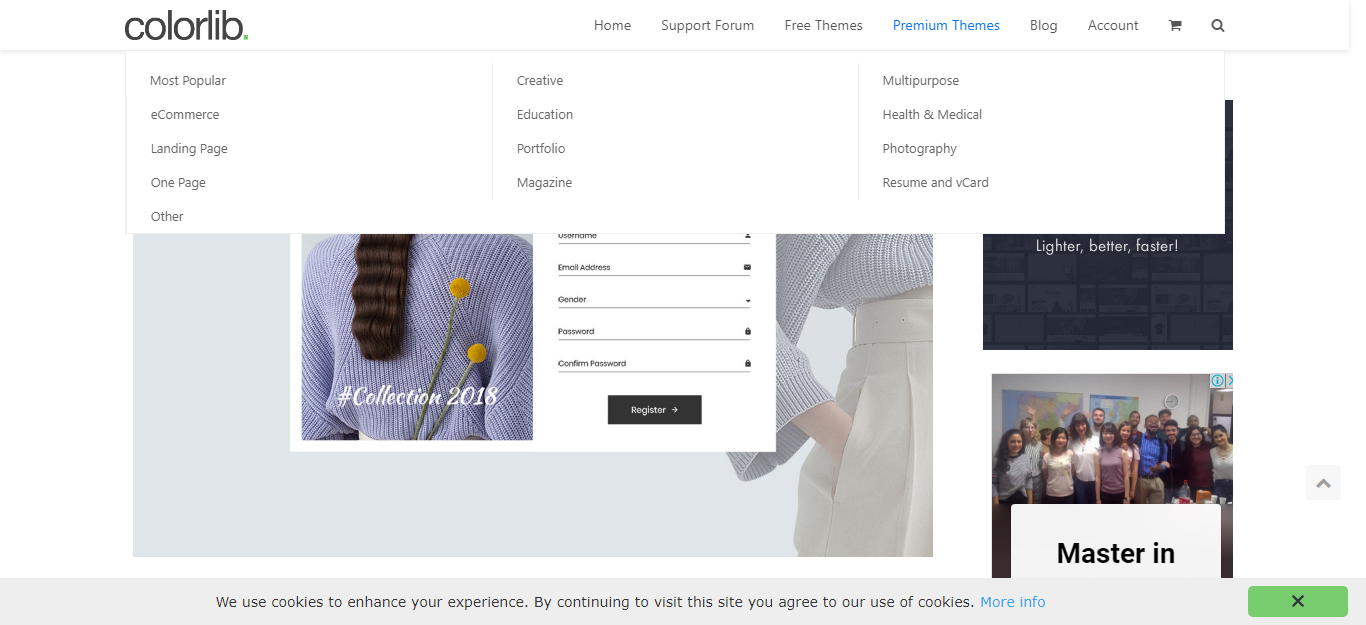 colorlib.
Home
Support Forum
Free Themes
Premium Themes
Blog
Account
Most Popular
eCommerce
Landing Page
One Page
Other
Creative
Education
Portfolio
Magazine
Multipurpose
Health & Medical
Photography
Resume and vCard
Username
Email Address
Gender
Password
Confirm Password
Register
#Collection 2018
Lighter, better, faster!
Master in
We use cookies to enhance your experience. By continuing to visit this site you agree to our use of cookies. More info